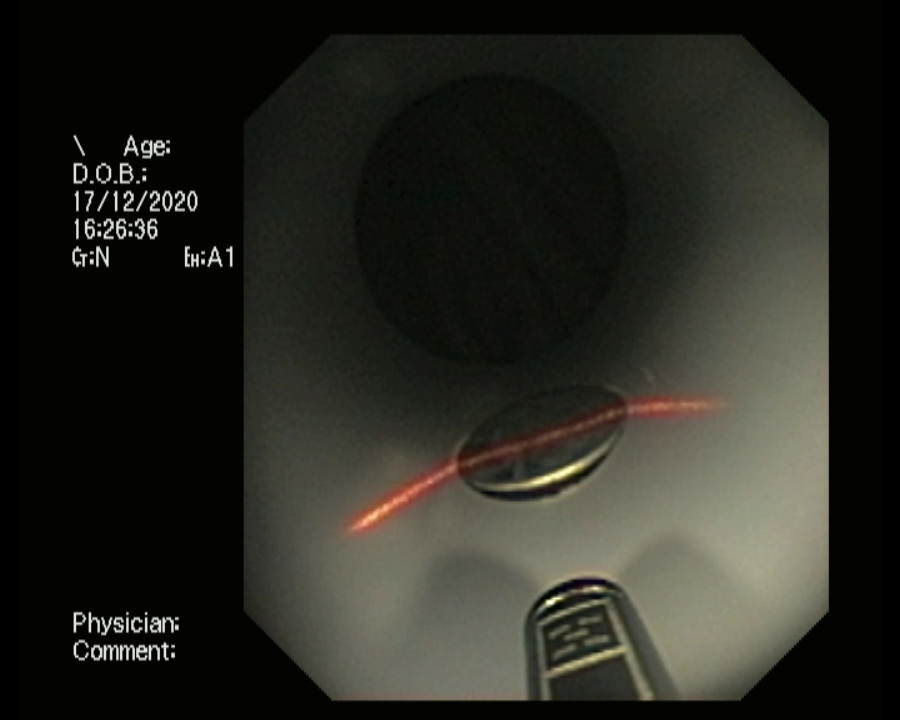 \ Age:
D.O.B.:
17/12/2020
16:26:36
Cr:N EH:A1
Physician:
Comment: